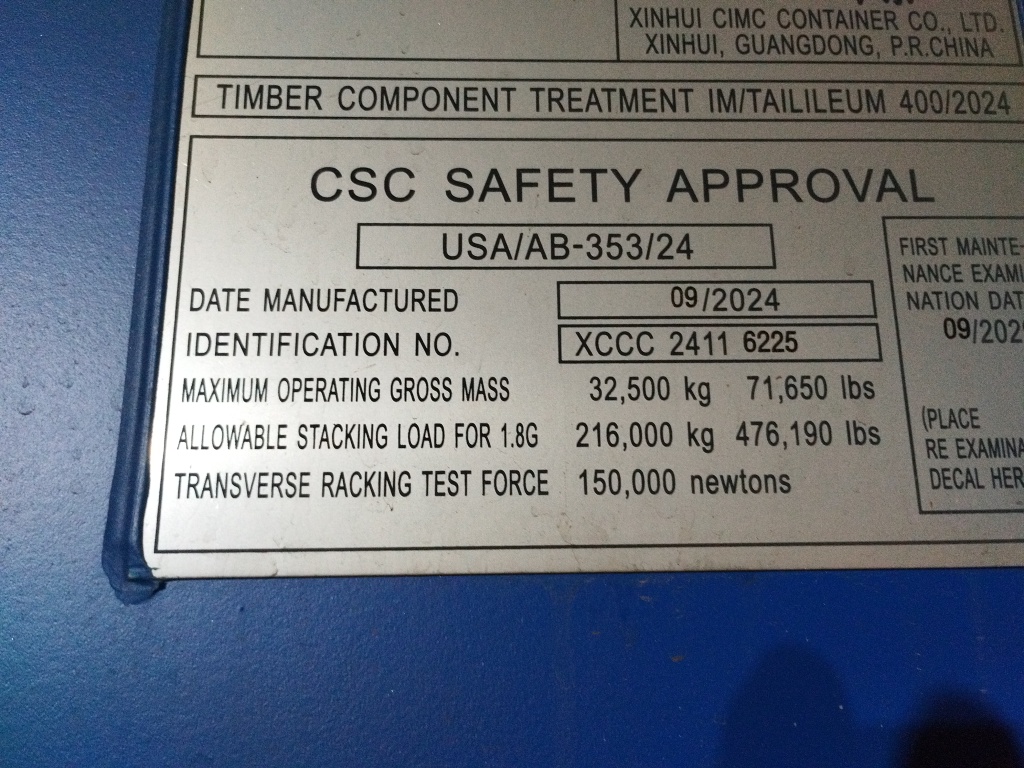 XINHUI CIMC CONTAINER CO., LTD.
XINHUI, GUANGDONG, P.R.CHINA
TIMBER COMPONENT TREATMENT IM/TAILILEUM 400/2024
CSC SAFETY APPROVAL
USA/AB-353/24
DATE MANUFACTURED 09/2024
IDENTIFICATION NO. XCCC 2411 6225
MAXIMUM OPERATING GROSS MASS 32,500 kg 71,650 lbs
ALLOWABLE STACKING LOAD FOR 1.8G 216,000 kg 476,190 lbs
TRANSVERSE RACKING TEST FORCE 150,000 newtons
FIRST MAINTE-
NANCE EXAMI
NATION DAT
09/202
(PLACE
RE EXAMINA
DECAL HER